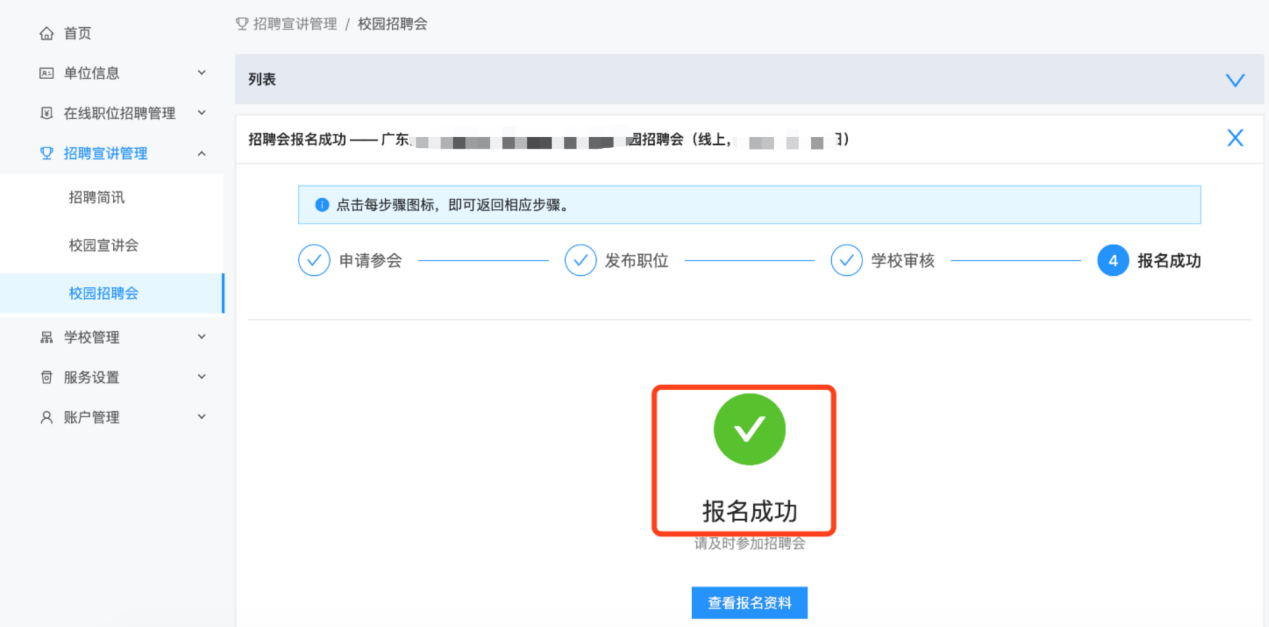 首页
单位信息
在线职位招聘管理
招聘宣讲管理
招聘简讯
校园宣讲会
校园招聘会
学校管理
服务设置
账户管理
招聘宣讲管理 / 校园招聘会
列表
招聘会报名成功 —— 广东 园招聘会（线上, 日）
点击每步骤图标，即可返回相应步骤。
申请参会 发布职位 学校审核 4 报名成功
报名成功
请及时参加招聘会
查看报名资料